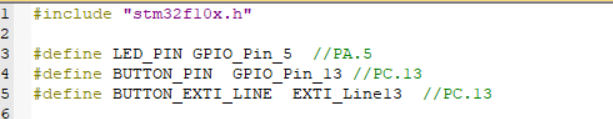 1 #include "stm32f10x.h"
2
3 #define LED_PIN GPIO_Pin_5 //PA.5
4 #define BUTTON_PIN GPIO_Pin_13 //PC.13
5 #define BUTTON_EXTI_LINE EXTI_Line13 //PC.13
6